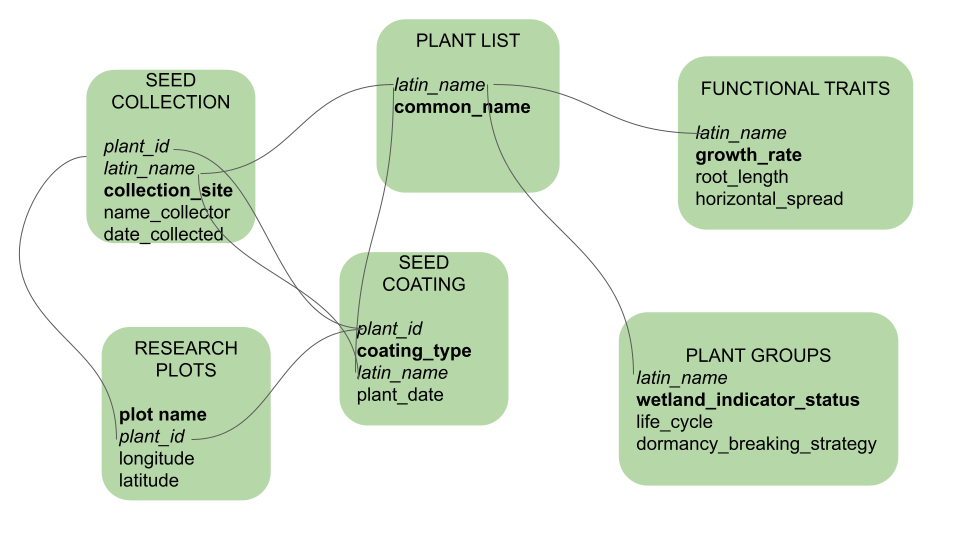 PLANT LIST
latin_name
common_name
SEED
COLLECTION
plant_id
latin_name
collection_site
name_collector
date_collected
FUNCTIONAL TRAITS
latin_name
growth_rate
root_length
horizontal_spread
SEED
COATING
plant_id
coating_type
latin_name
plant_date
RESEARCH
PLOTS
plot name
plant_id
longitude
latitude
PLANT GROUPS
latin_name
wetland_indicator_status
life_cycle
dormancy_breaking_strategy